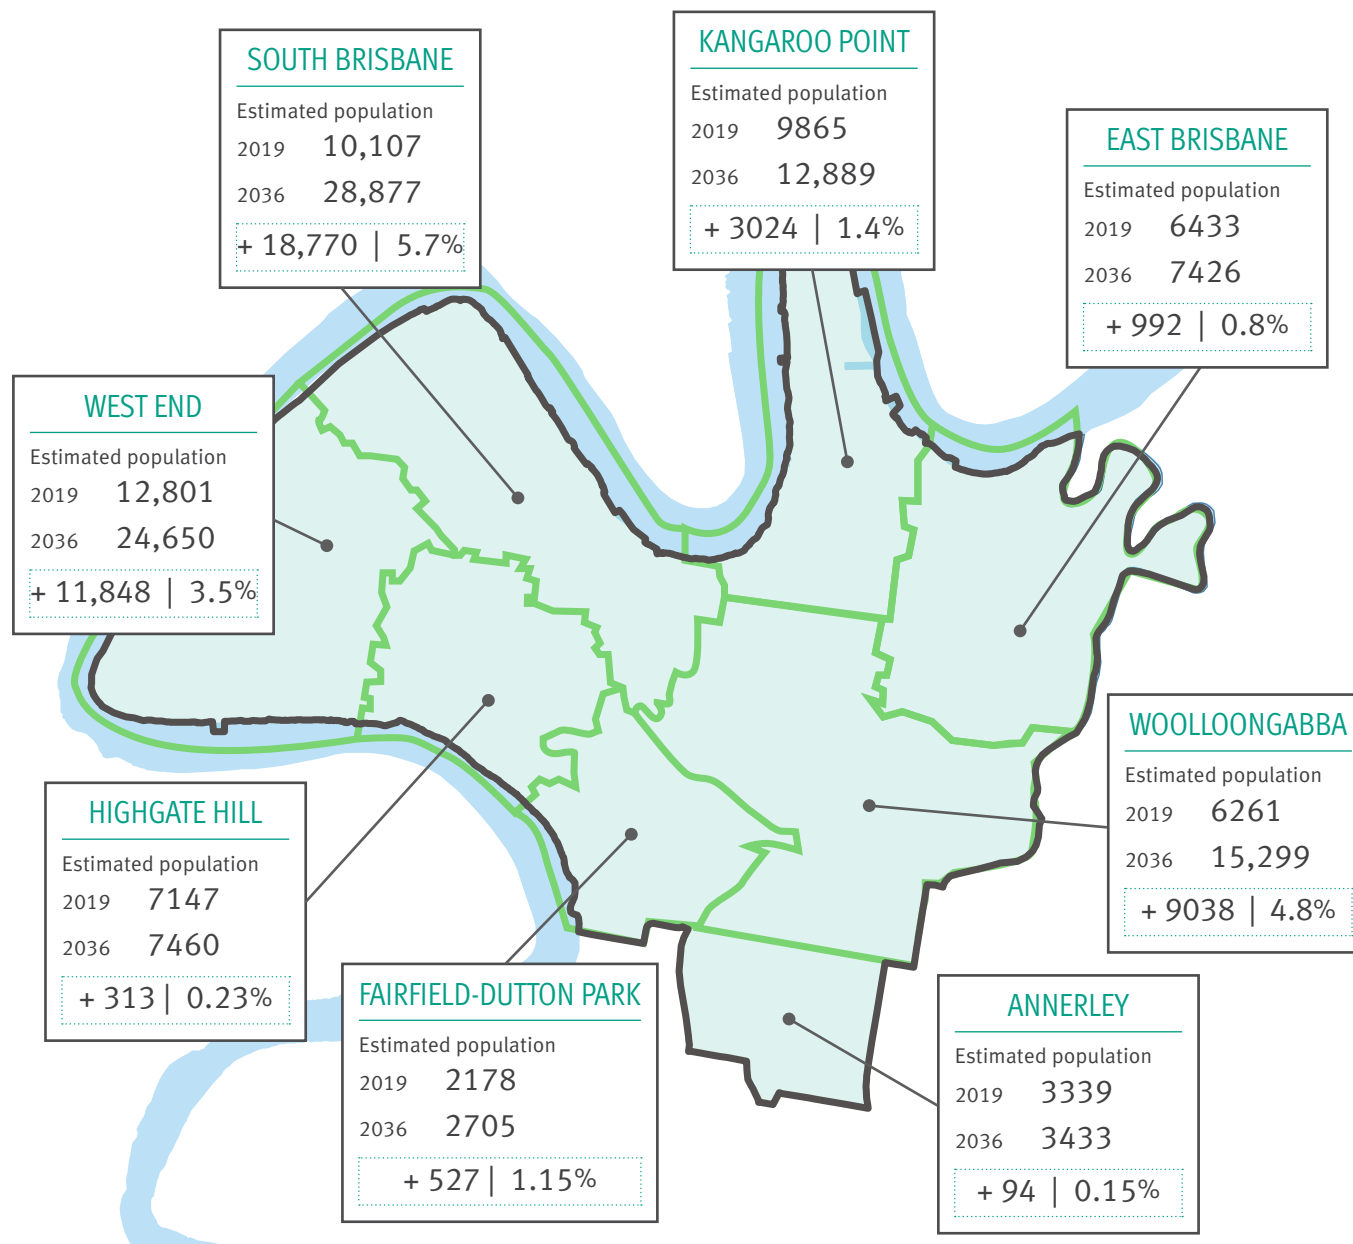 SOUTH BRISBANE
Estimated population
2019 10,107
2036 28,877
+ 18,770 | 5.7%
KANGAROO POINT
Estimated population
2019 9865
2036 12,889
+ 3024 | 1.4%
EAST BRISBANE
Estimated population
2019 6433
2036 7426
+ 992 | 0.8%
WEST END
Estimated population
2019 12,801
2036 24,650
+ 11,848 | 3.5%
WOOLLOONGABBA
Estimated population
2019 6261
2036 15,299
+ 9038 | 4.8%
HIGHGATE HILL
Estimated population
2019 7147
2036 7460
+ 313 | 0.23%
FAIRFIELD-DUTTON PARK
Estimated population
2019 2178
2036 2705
+ 527 | 1.15%
ANNERLEY
Estimated population
2019 3339
2036 3433
+ 94 | 0.15%